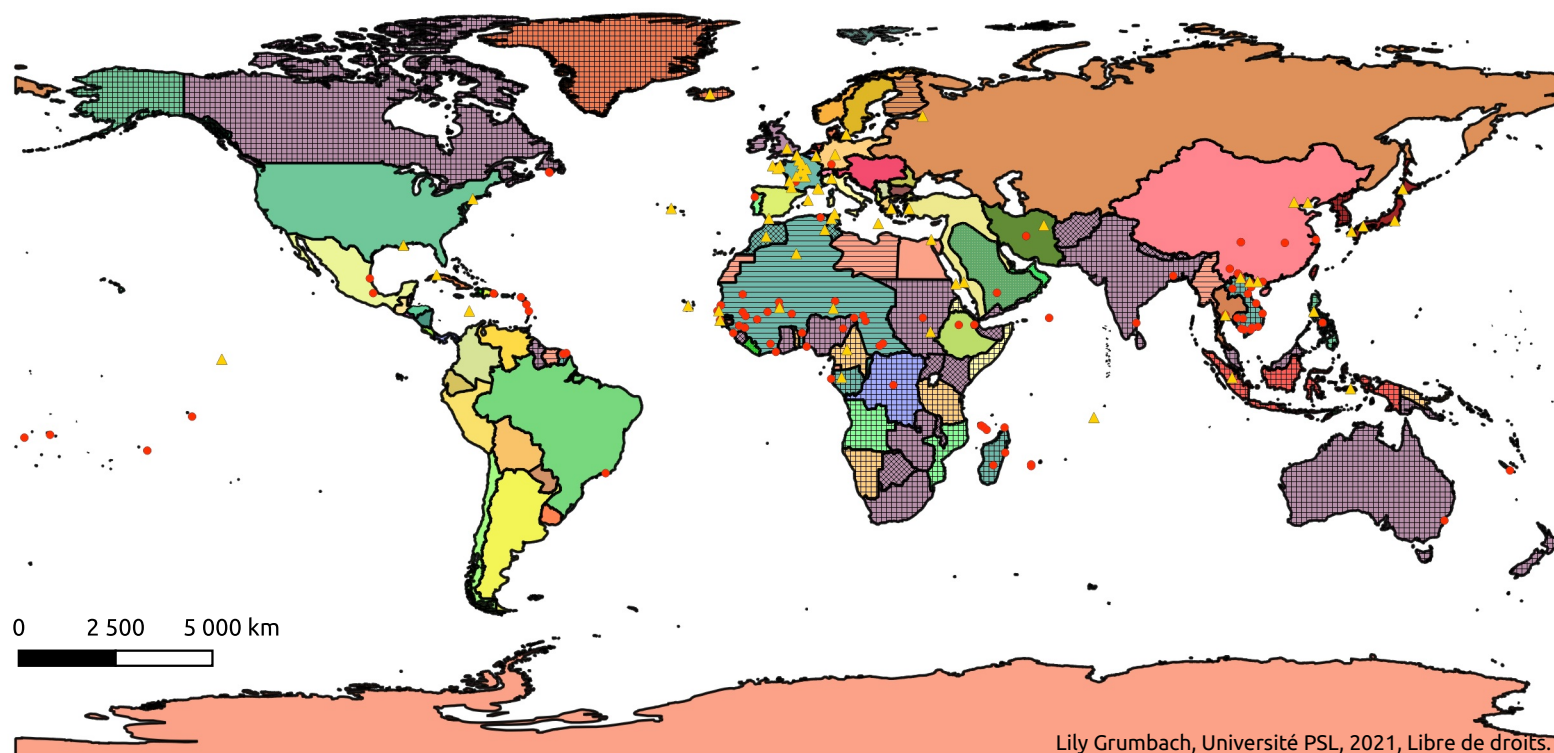 0 2 500 5 000 km
Lily Grumbach, Université PSL, 2021, Libre de droits.